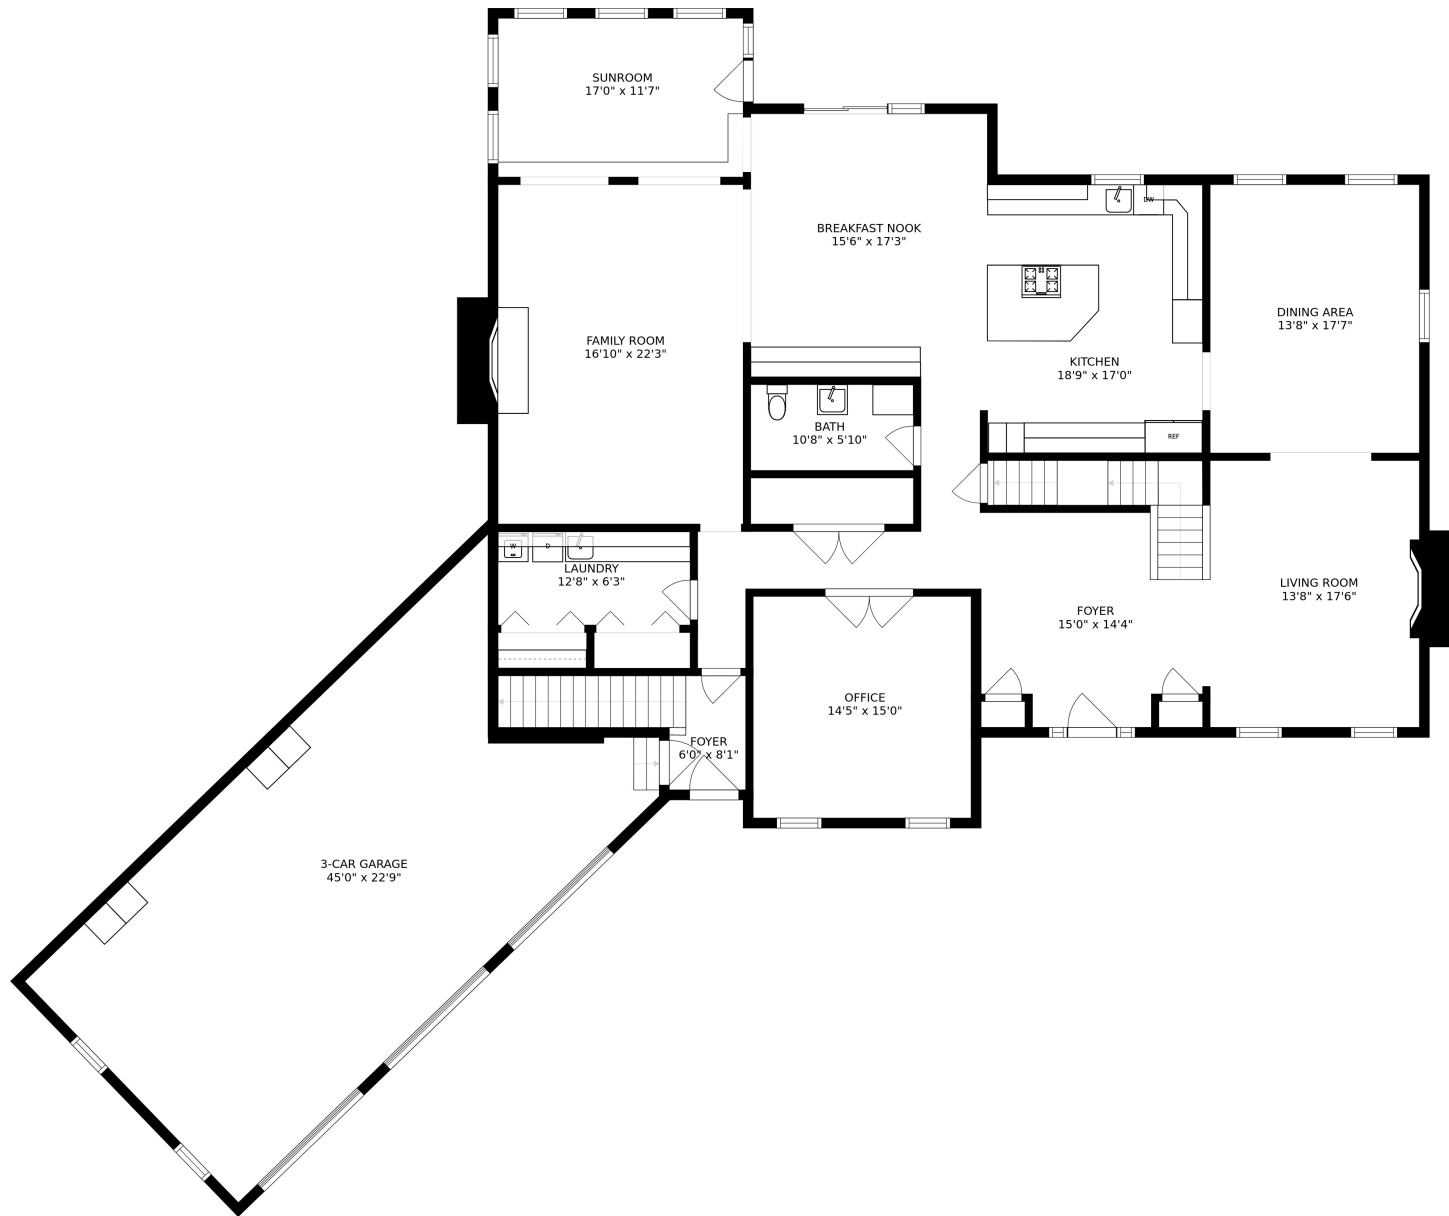 SUNROOM
17'0" x 11'7"
BREAKFAST NOOK
15'6" x 17'3"
DW
DINING AREA
13'8" x 17'7"
FAMILY ROOM
16'10" x 22'3"
KITCHEN
18'9" x 17'0"
BATH
10'8" x 5'10"
REF
W
D
LAUNDRY
12'8" x 6'3"
LIVING ROOM
13'8" x 17'6"
FOYER
15'0" x 14'4"
OFFICE
14'5" x 15'0"
FOYER
6'0" x 8'1"
3-CAR GARAGE
45'0" x 22'9"